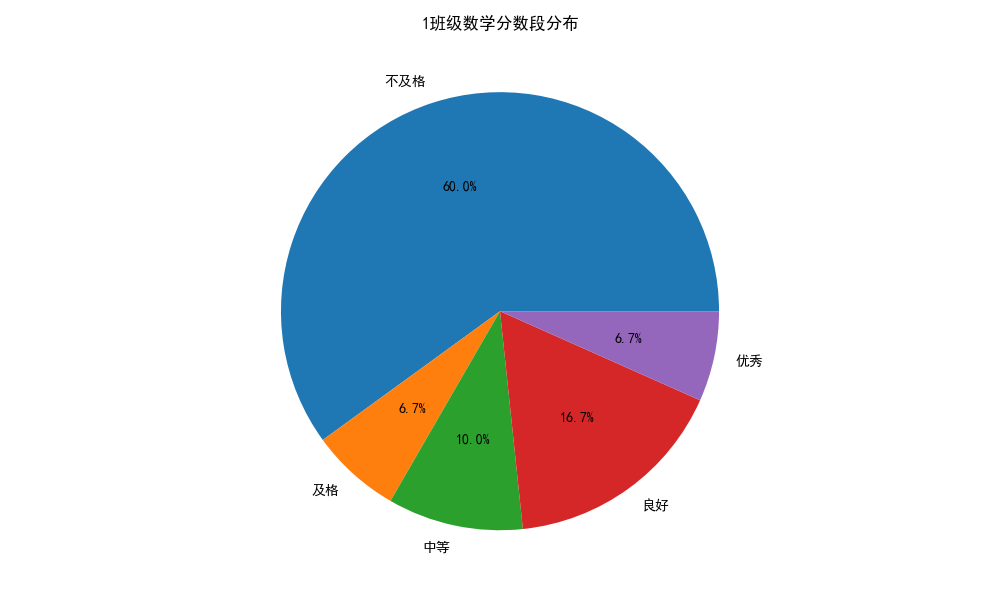 1班级数学分数段分布
不及格
60.0%
6.7%
优秀
6.7%
16.7%
10.0%
及格
良好
中等